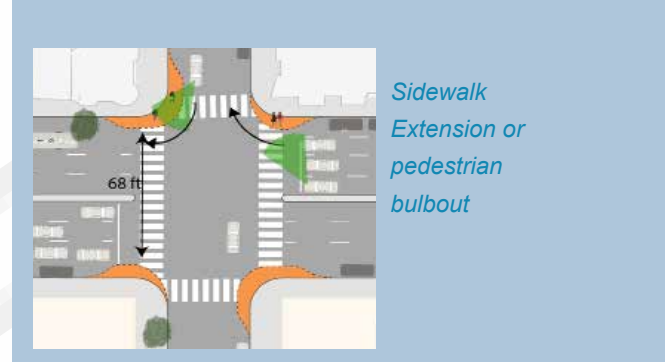 Sidewalk
Extension or
pedestrian
bulbout
68 ft